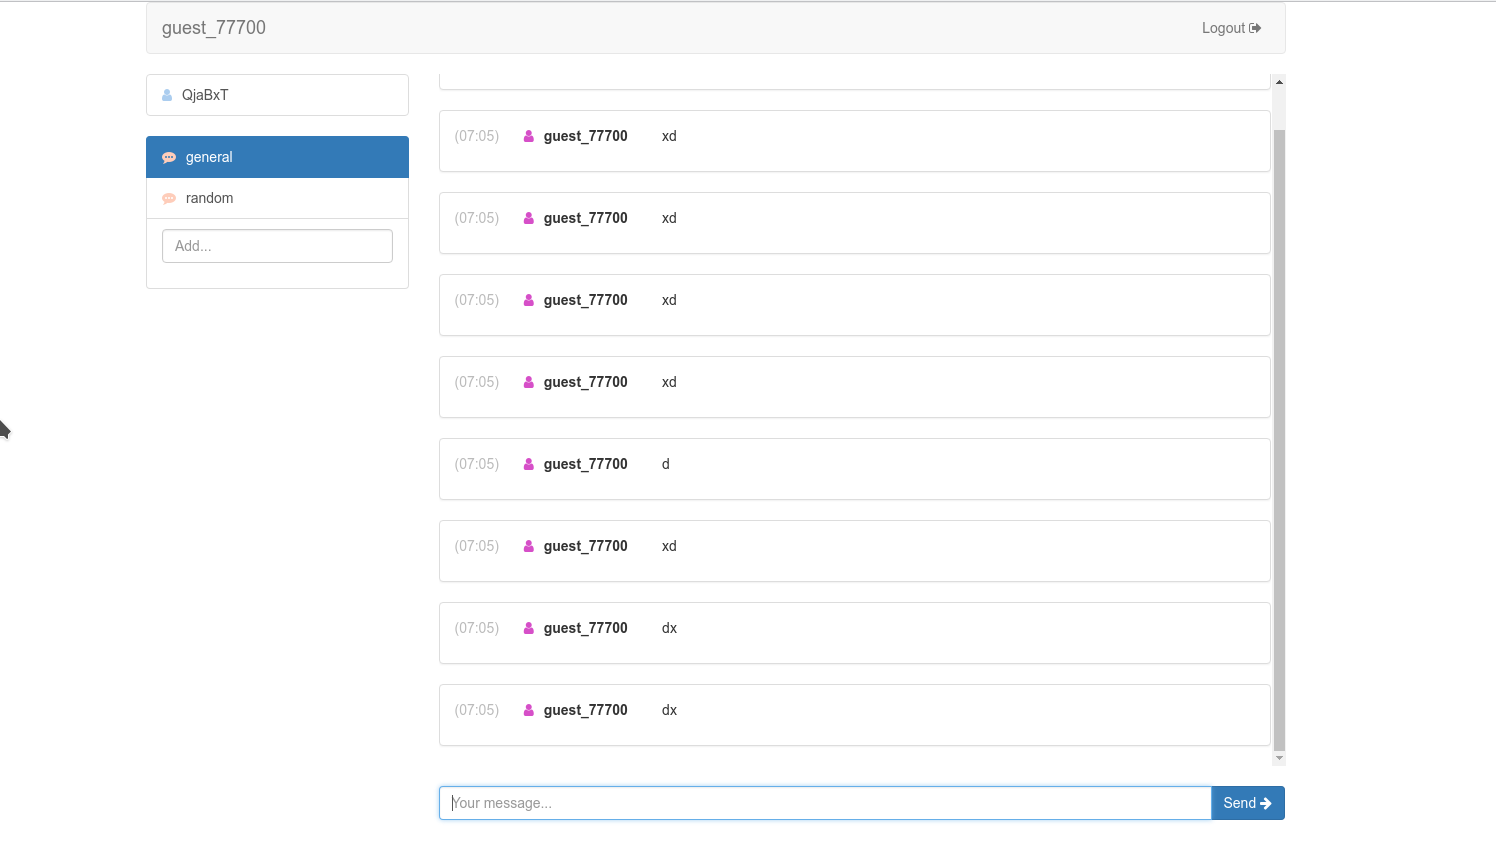 guest_77700 Logout
QjaBxT
general
random
Add...
(07:05) guest_77700 xd
(07:05) guest_77700 xd
(07:05) guest_77700 xd
(07:05) guest_77700 xd
(07:05) guest_77700 d
(07:05) guest_77700 xd
(07:05) guest_77700 dx
(07:05) guest_77700 dx
Your message... Send